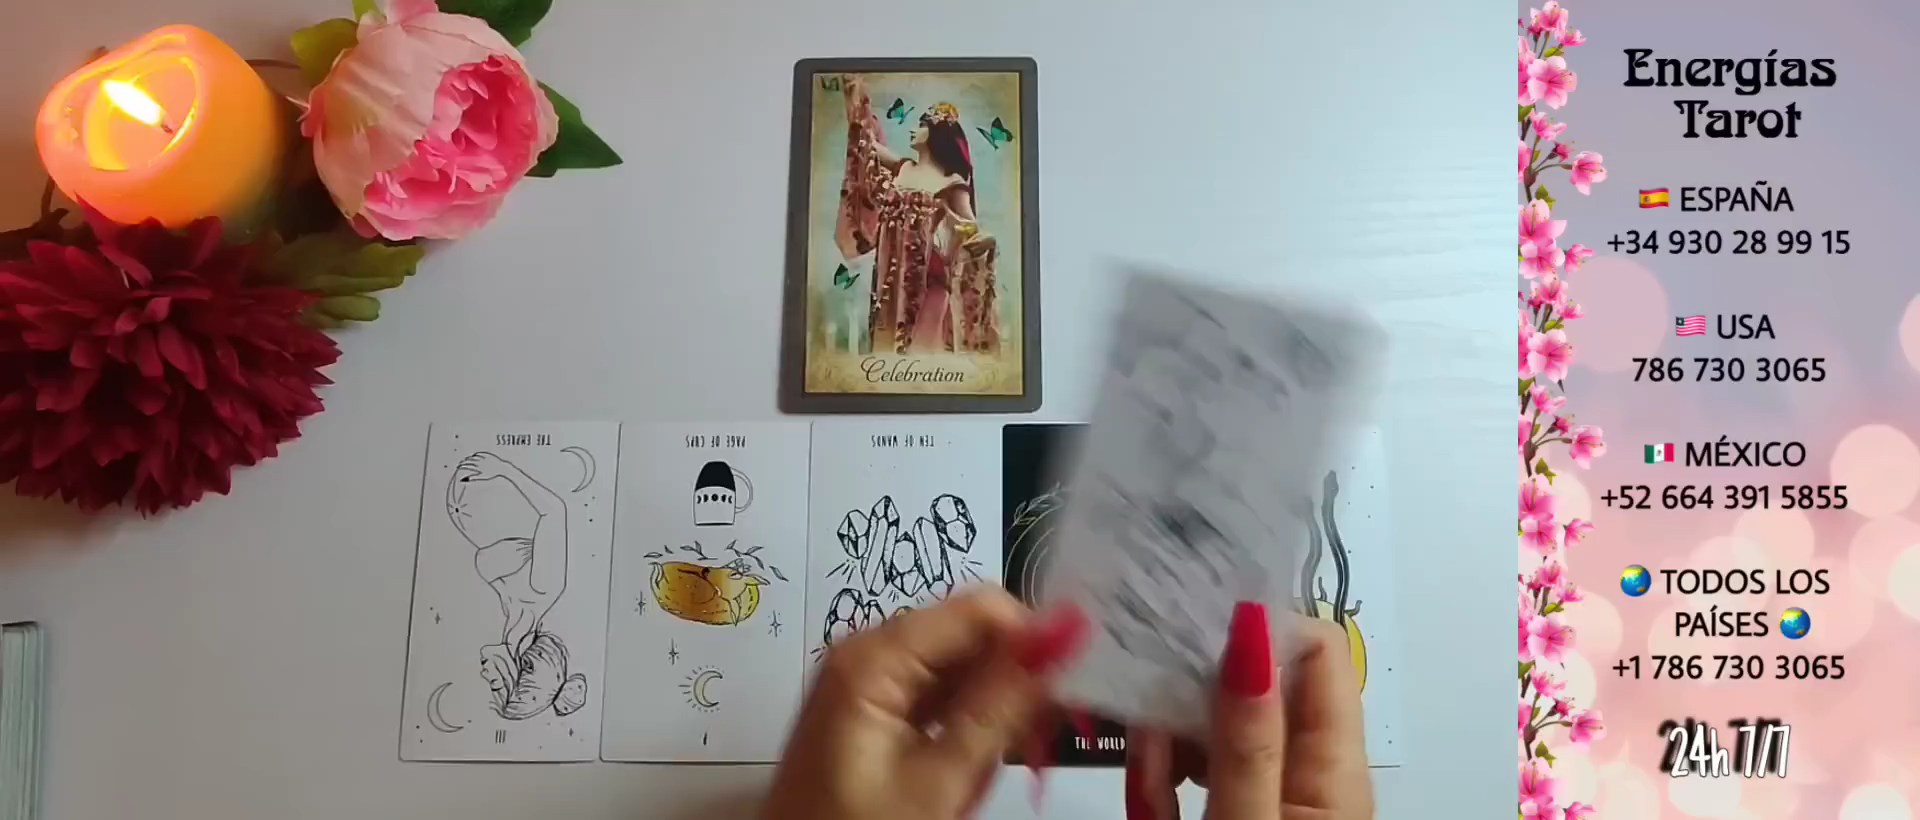 Celebration
THE EMPRESS
PAGE OF CUPS
TEN OF WANDS
III
THE WORLD
Energías
Tarot
🇪🇸 ESPAÑA
+34 930 28 99 15
🇱🇷 USA
786 730 3065
🇲🇽 MÉXICO
+52 664 391 5855
🌏 TODOS LOS
PAÍSES 🌏
+1 786 730 3065
24h 7/7